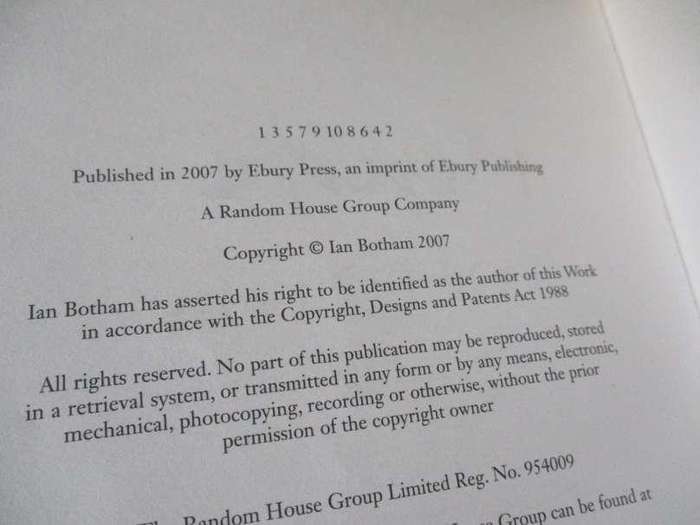 1 3 5 7 9 10 8 6 4 2
Published in 2007 by Ebury Press, an imprint of Ebury Publishing
A Random House Group Company
Copyright © Ian Botham 2007
Ian Botham has asserted his right to be identified as the author of this Work
in accordance with the Copyright, Designs and Patents Act 1988
All rights reserved. No part of this publication may be reproduced, stored
in a retrieval system, or transmitted in any form or by any means, electronic,
mechanical, photocopying, recording or otherwise, without the prior
permission of the copyright owner
Random House Group Limited Reg. No. 954009
Group can be found at